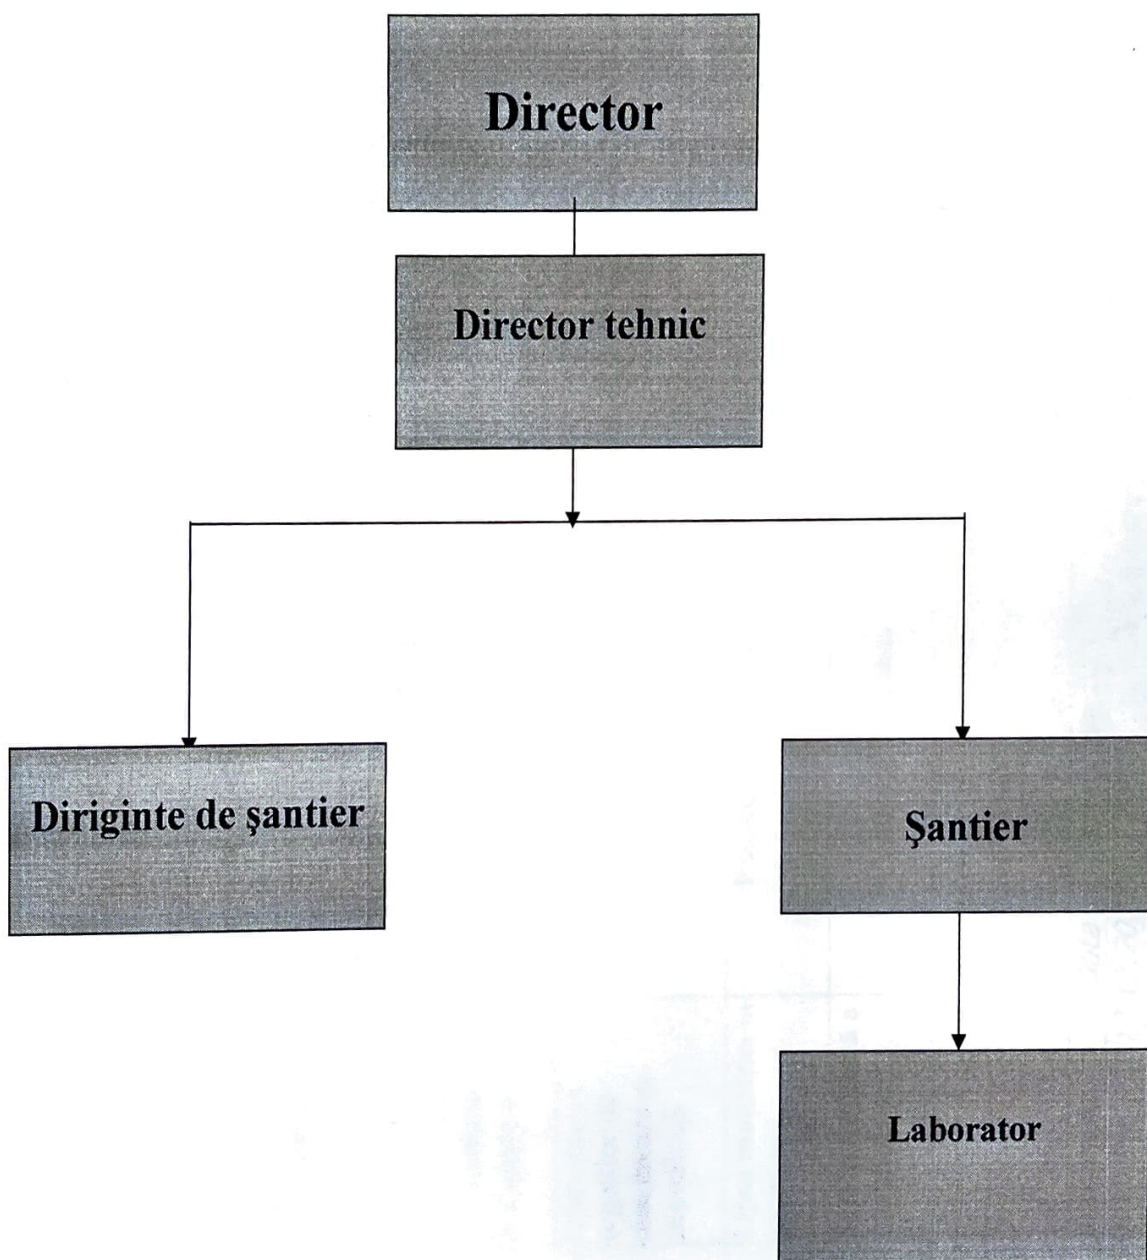 Director
Director tehnic
Diriginte de şantier
Şantier
Laborator